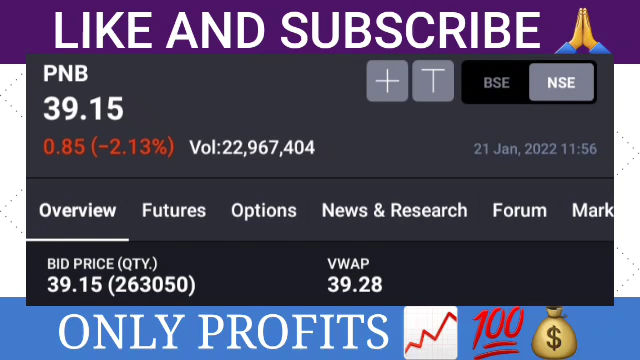 LIKE AND SUBSCRIBE 🙏
PNB
39.15
0.85 (−2.13%) Vol:22,967,404
+ T BSE NSE
21 Jan, 2022 11:56
Overview Futures Options News & Research Forum Mark
BID PRICE (QTY.) VWAP
39.15 (263050) 39.28
ONLY PROFITS 📈 💯 💰